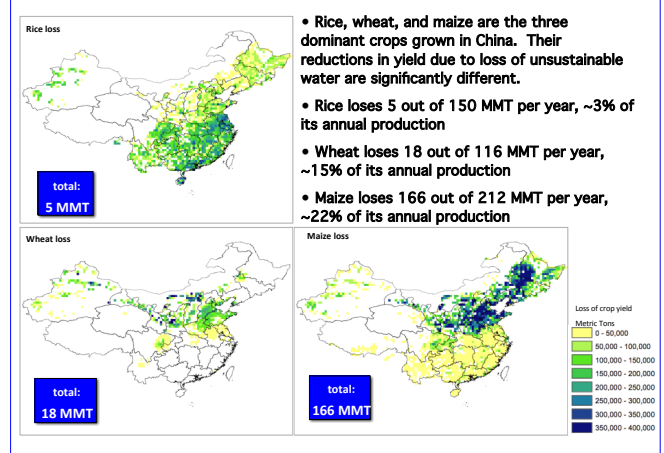 Rice loss
• Rice, wheat, and maize are the three
dominant crops grown in China. Their
reductions in yield due to loss of unsustainable
water are significantly different.
• Rice loses 5 out of 150 MMT per year, ~3% of
its annual production
• Wheat loses 18 out of 116 MMT per year,
~15% of its annual production
• Maize loses 166 out of 212 MMT per year,
~22% of its annual production
total:
5 MMT
Wheat loss
total:
18 MMT
Maize loss
total:
166 MMT
Loss of crop yield
Metric Tons
0 - 50,000
50,000 - 100,000
100,000 - 150,000
150,000 - 200,000
200,000 - 250,000
250,000 - 300,000
300,000 - 350,000
350,000 - 400,000